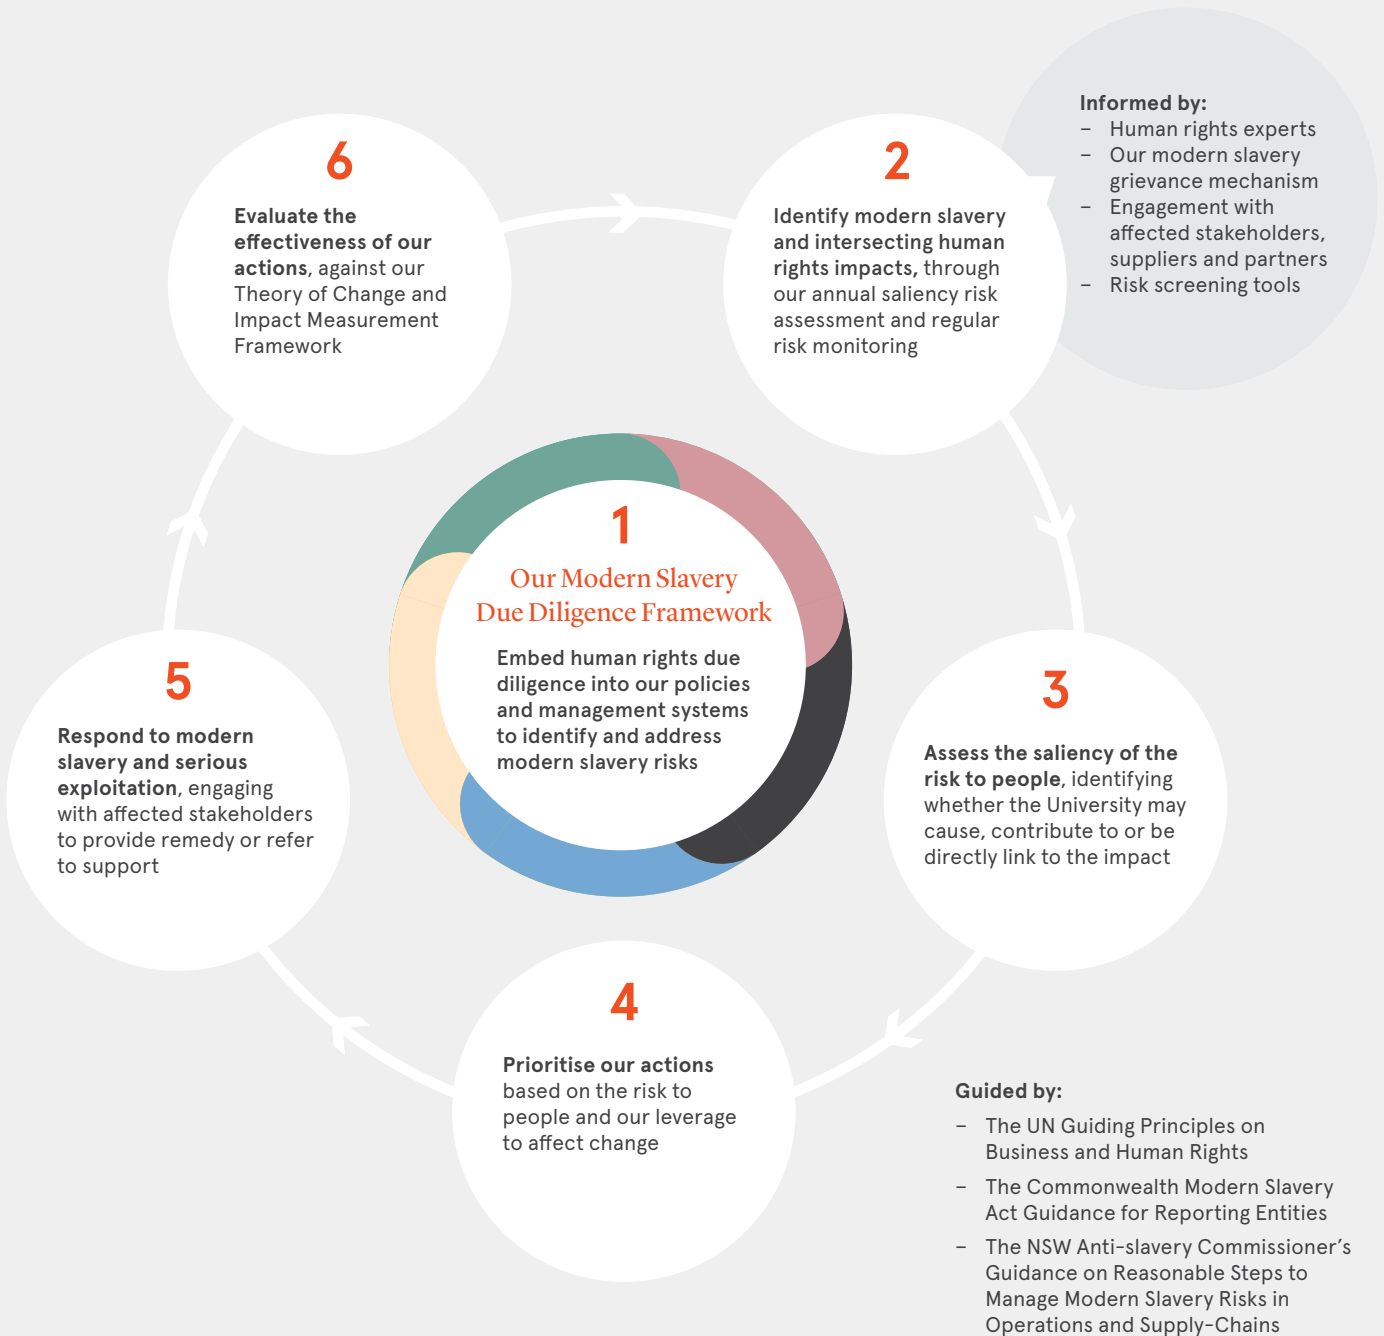 1
Our Modern Slavery
Due Diligence Framework
Embed human rights due
diligence into our policies
and management systems
to identify and address
modern slavery risks
2
Identify modern slavery
and intersecting human
rights impacts, through
our annual saliency risk
assessment and regular
risk monitoring
Informed by:
– Human rights experts
– Our modern slavery
grievance mechanism
– Engagement with
affected stakeholders,
suppliers and partners
– Risk screening tools
3
Assess the saliency of the
risk to people, identifying
whether the University may
cause, contribute to or be
directly link to the impact
4
Prioritise our actions
based on the risk to
people and our leverage
to affect change
5
Respond to modern
slavery and serious
exploitation, engaging
with affected stakeholders
to provide remedy or refer
to support
6
Evaluate the
effectiveness of our
actions, against our
Theory of Change and
Impact Measurement
Framework
Guided by:
– The UN Guiding Principles on
Business and Human Rights
– The Commonwealth Modern Slavery
Act Guidance for Reporting Entities
– The NSW Anti-slavery Commissioner’s
Guidance on Reasonable Steps to
Manage Modern Slavery Risks in
Operations and Supply-Chains